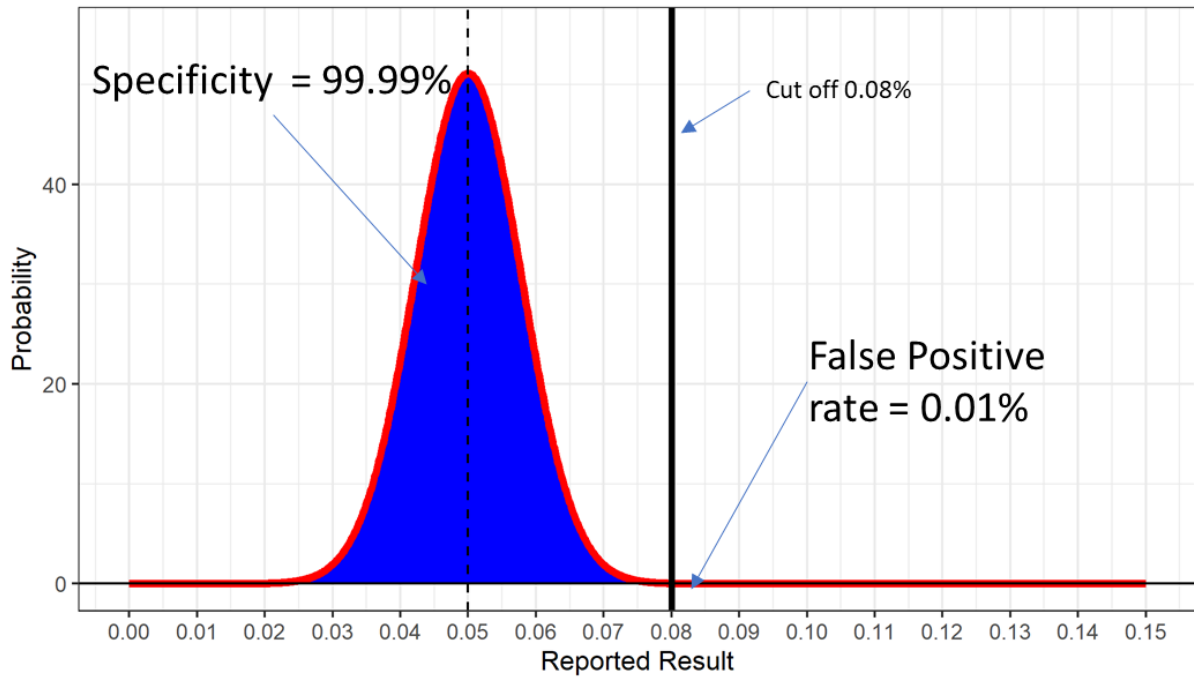 Specificity  = 99.99%
Cut off 0.08%
False Positive
rate = 0.01%
Probability
40
20
0
0.00 0.01 0.02 0.03 0.04 0.05 0.06 0.07 0.08 0.09 0.10 0.11 0.12 0.13 0.14 0.15
Reported Result